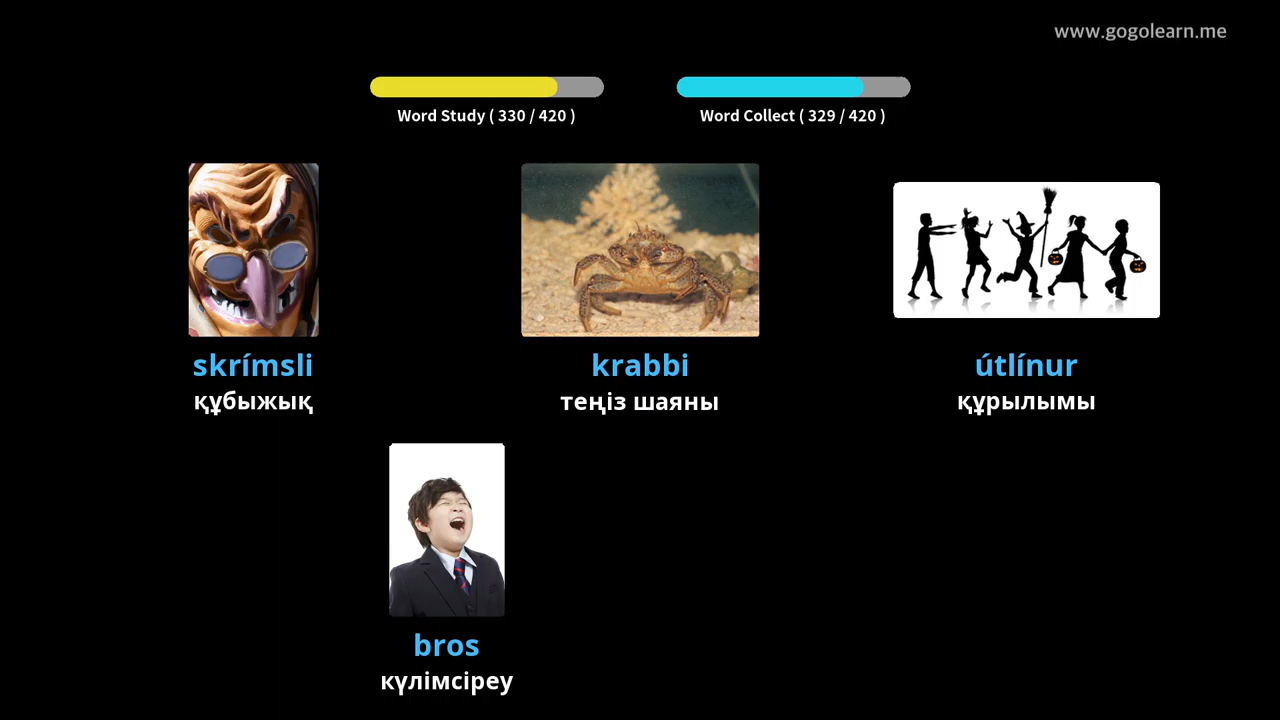 www.gogolearn.me
Word Study ( 330 / 420 )
Word Collect ( 329 / 420 )
skrímsli
құбыжық
krabbi
теңіз шаяны
útlínur
құрылымы
bros
күлімсіреу